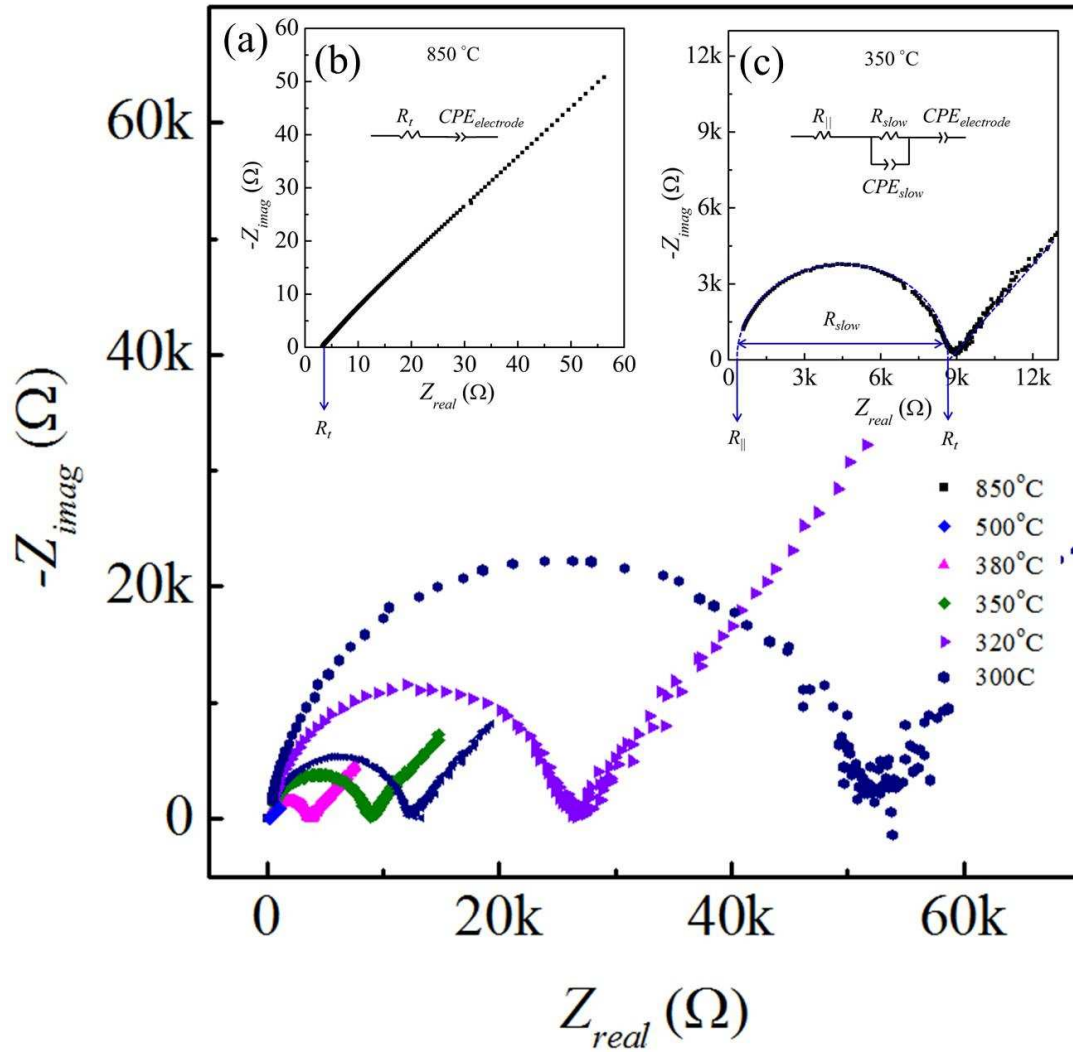 (a)
(b)
850 °C
R_t CPE_electrode
-Z_imag (Ω)
60
50
40
30
20
10
0
0 10 20 30 40 50 60
Z_real (Ω)
R_t
(c)
350 °C
R_|| R_slow CPE_electrode
CPE_slow
-Z_imag (Ω)
12k
9k
6k
3k
0
R_slow
0 3k 6k 9k 12k
Z_real (Ω)
R_|| R_t
-Z_imag (Ω)
60k
40k
20k
0
850°C
500°C
380°C
350°C
320°C
300C
0 20k 40k 60k
Z_real (Ω)